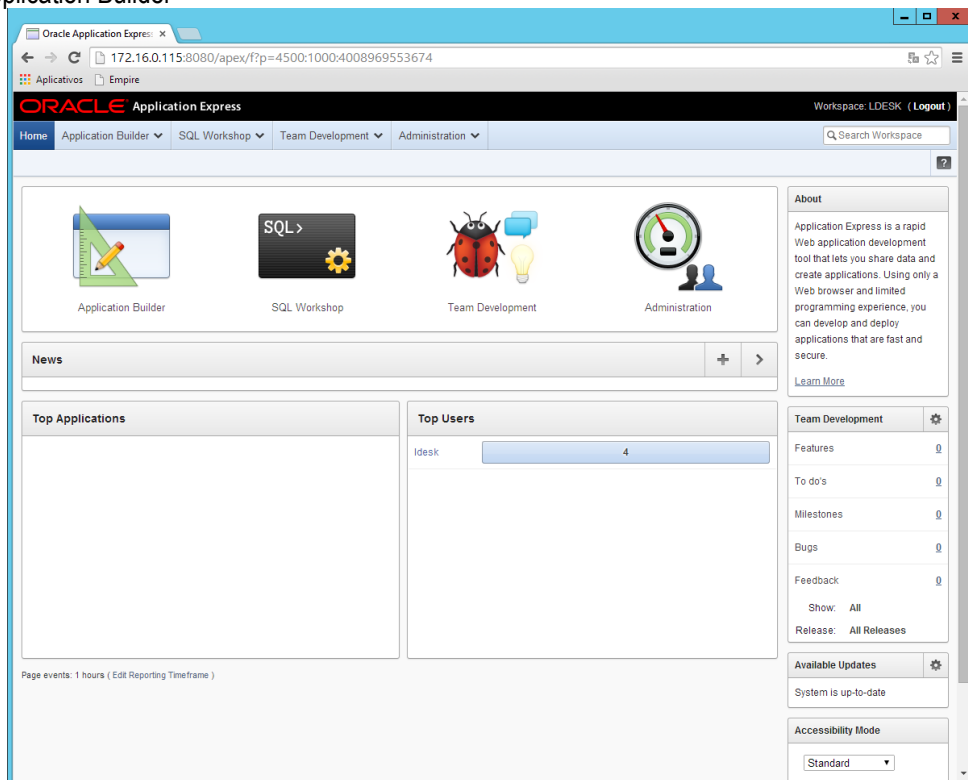 plication Builder
Oracle Application Expres
172.16.0.115:8080/apex/f?p=4500:1000:4008969553674
Aplicativos Empire
ORACLE Application Express Workspace: LDESK ( Logout )
Home Application Builder SQL Workshop Team Development Administration Search Workspace
?
SQL>
Application Builder SQL Workshop Team Development Administration
News
Top Applications
Top Users
ldesk 4
Page events: 1 hours ( Edit Reporting Timeframe )
About
Application Express is a rapid
Web application development
tool that lets you share data and
create applications. Using only a
Web browser and limited
programming experience, you
can develop and deploy
applications that are fast and
secure.
Learn More
Team Development
Features 0
To do's 0
Milestones 0
Bugs 0
Feedback 0
Show: All
Release: All Releases
Available Updates
System is up-to-date
Accessibility Mode
Standard